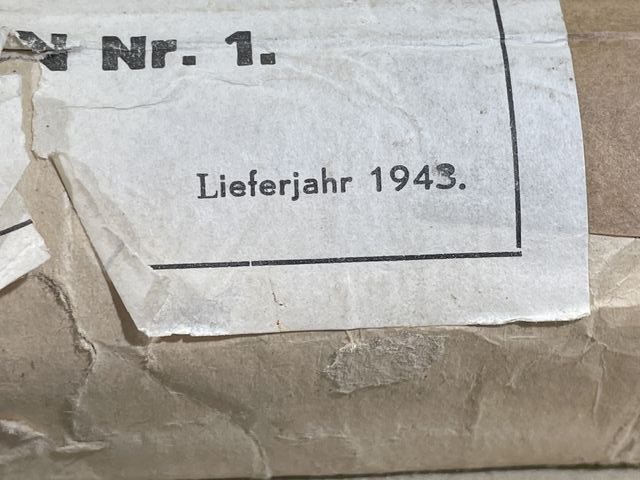 N Nr. 1.
Lieferjahr 1943.